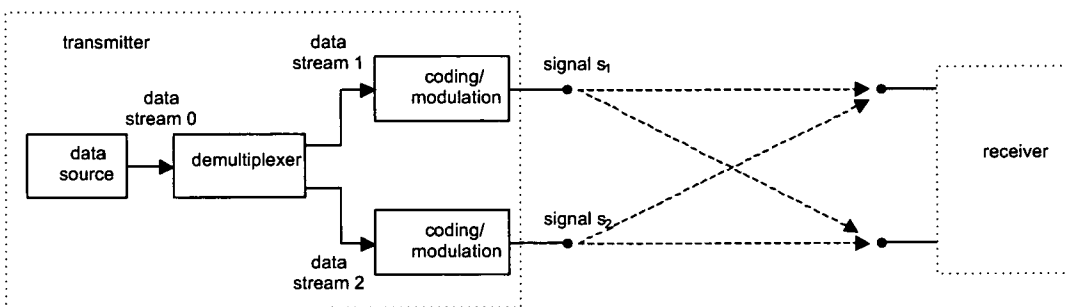 transmitter
data
stream 1
coding/
modulation
signal s1
data
stream 0
data
source
demultiplexer
receiver
signal s2
coding/
modulation
data
stream 2